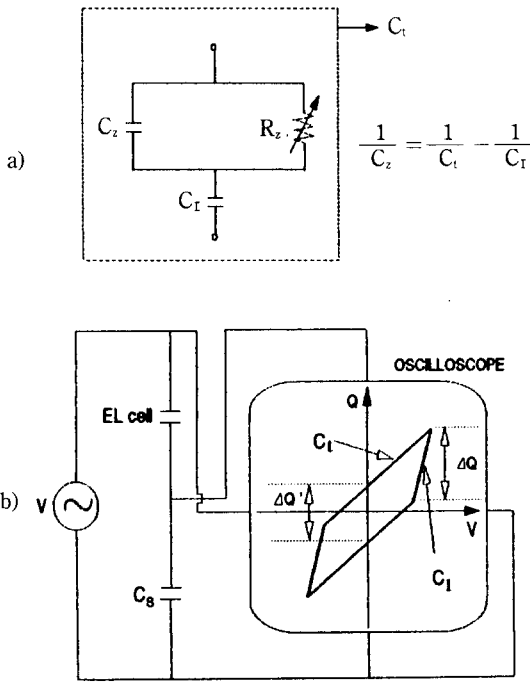 a)
C_t
C_z
R_z
C_I
1/C_z = 1/C_t - 1/C_I
b)
OSCILLOSCOPE
EL cell
V
C_s
Q
V
C_t
C_I
ΔQ
ΔQ'